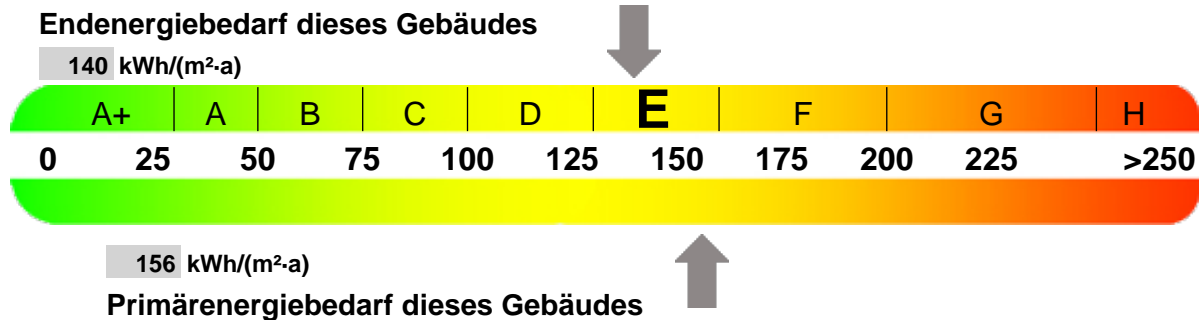 Endenergiebedarf dieses Gebäudes
140 kWh/(m²·a)
A+ A B C D E F G H
0 25 50 75 100 125 150 175 200 225 >250
156 kWh/(m²·a)
Primärenergiebedarf dieses Gebäudes